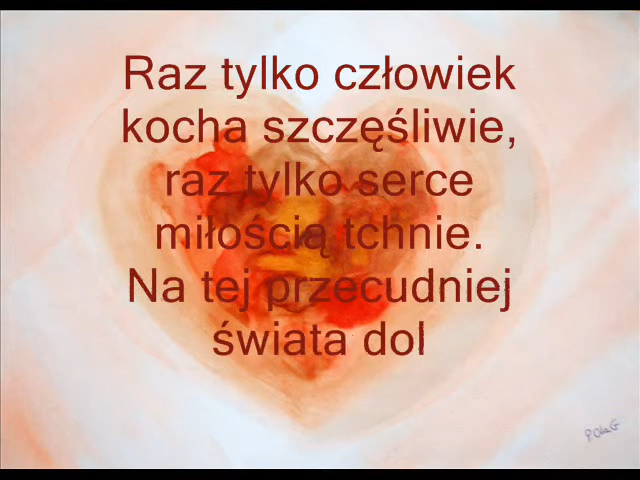 Raz tylko człowiek
kocha szczęśliwie,
raz tylko serce
miłością tchnie.
Na tej przecudniej
świata dol